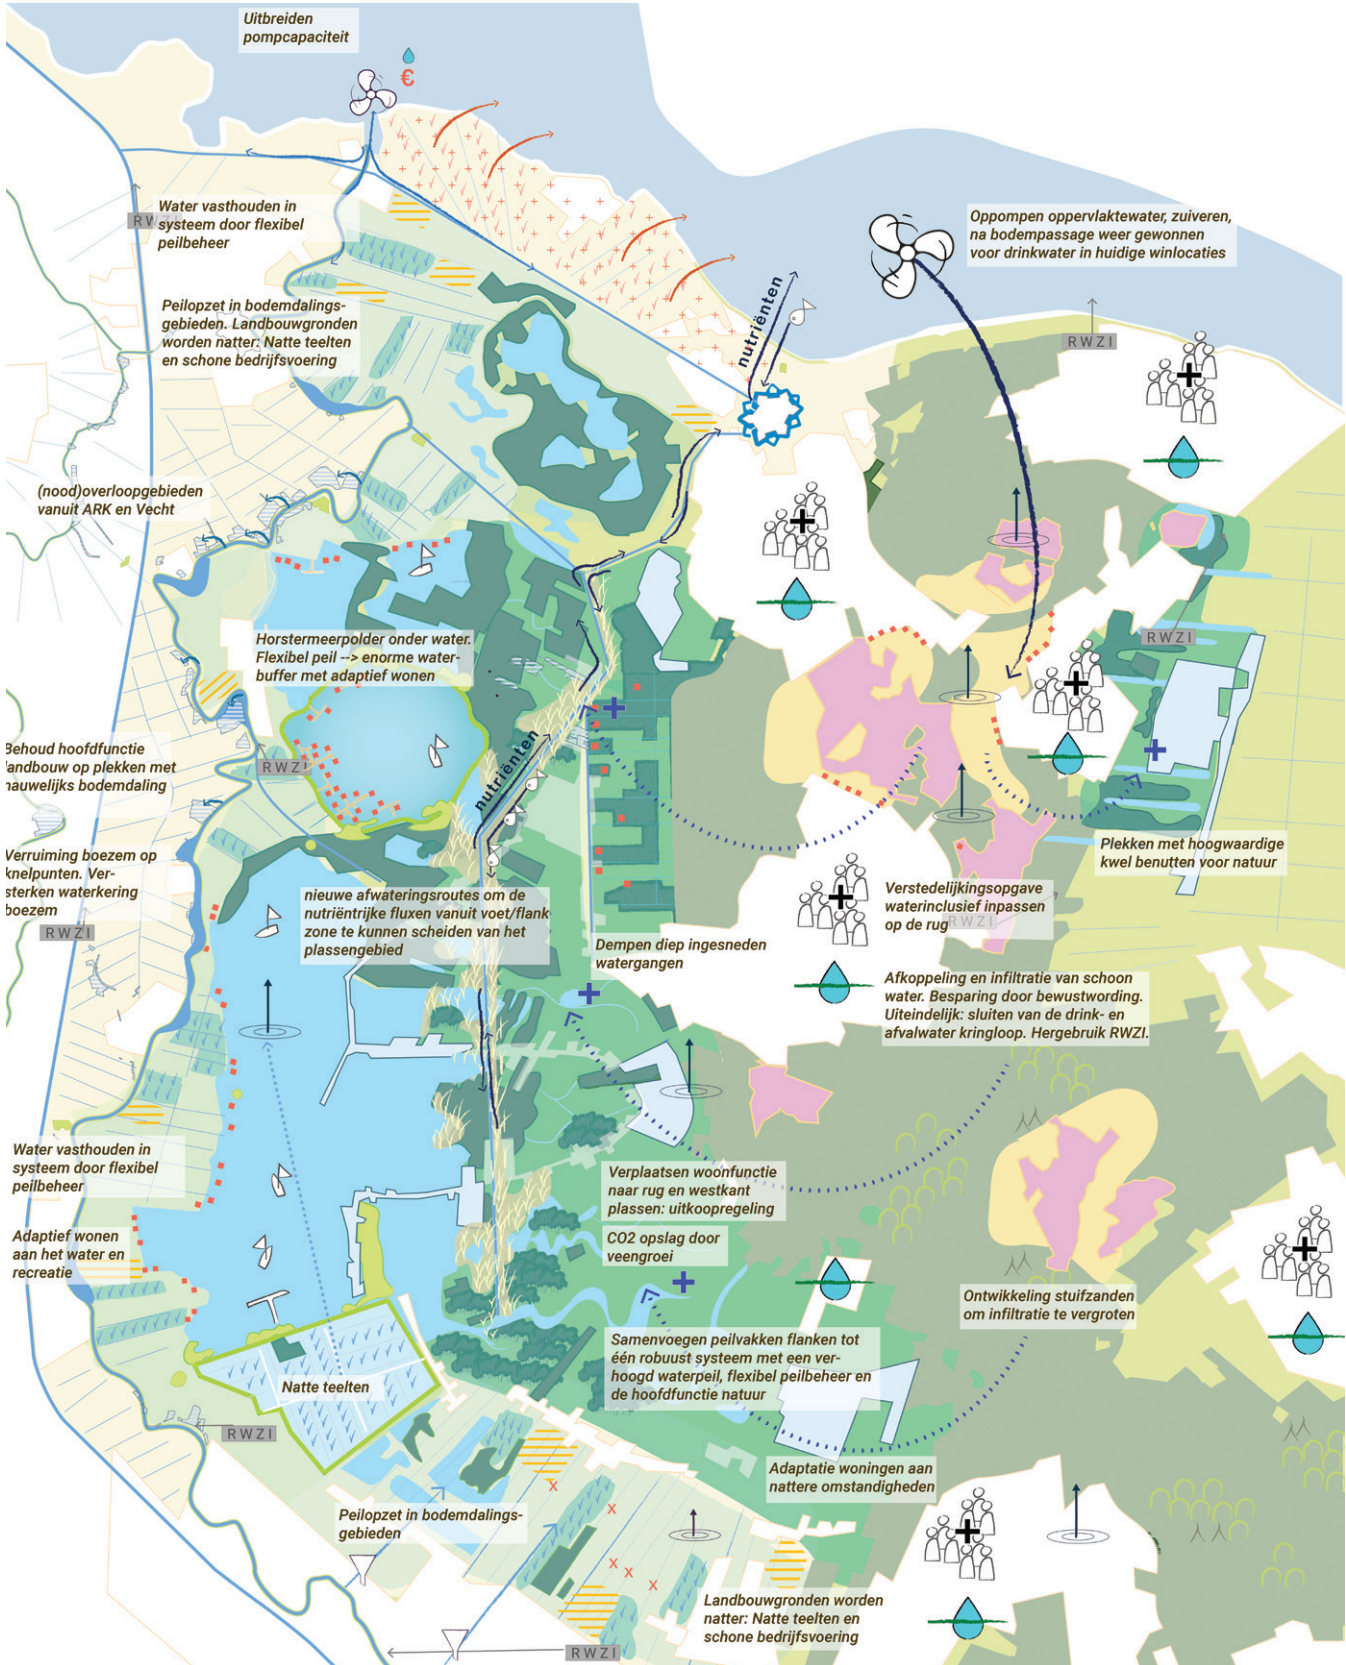 Uitbreiden
pompcapaciteit
€
RWZI
Water vasthouden in
systeem door flexibel
peilbeheer
Oppompen oppervlaktewater, zuiveren,
na bodempassage weer gewonnen
voor drinkwater in huidige winlocaties
Peilopzet in bodemdalings-
gebieden. Landbouwgronden
worden natter: Natte teelten
en schone bedrijfsvoering
nutriënten
RWZI
(nood)overloopgebieden
vanuit ARK en Vecht
Horstermeerpolder onder water.
Flexibel peil --> enorme water-
buffer met adaptief wonen
RWZI
Behoud hoofdfunctie
landbouw op plekken met
nauwelijks bodemdaling
RWZI
nutriënten
Plekken met hoogwaardige
kwel benutten voor natuur
Verruiming boezem op
knelpunten. Ver-
sterken waterkering
boezem
RWZI
nieuwe afwateringsroutes om de
nutriëntrijke fluxen vanuit voet/flank
zone te kunnen scheiden van het
plassengebied
Dempen diep ingesneden
watergangen
Verstedelijkingsopgave
waterinclusief inpassen
op de rug
RWZI
Afkoppeling en infiltratie van schoon
water. Besparing door bewustwording.
Uiteindelijk: sluiten van de drink- en
afvalwater kringloop. Hergebruik RWZI.
Water vasthouden in
systeem door flexibel
peilbeheer
Verplaatsen woonfunctie
naar rug en westkant
plassen: uitkoopregeling
Adaptief wonen
aan het water en
recreatie
CO2 opslag door
veengroei
Ontwikkeling stuifzanden
om infiltratie te vergroten
Samenvoegen peilvakken flanken tot
één robuust systeem met een ver-
hoogd waterpeil, flexibel peilbeheer en
de hoofdfunctie natuur
Natte teelten
RWZI
Adaptatie woningen aan
nattere omstandigheden
Peilopzet in bodemdalings-
gebieden
Landbouwgronden worden
natter: Natte teelten en
schone bedrijfsvoering
RWZI